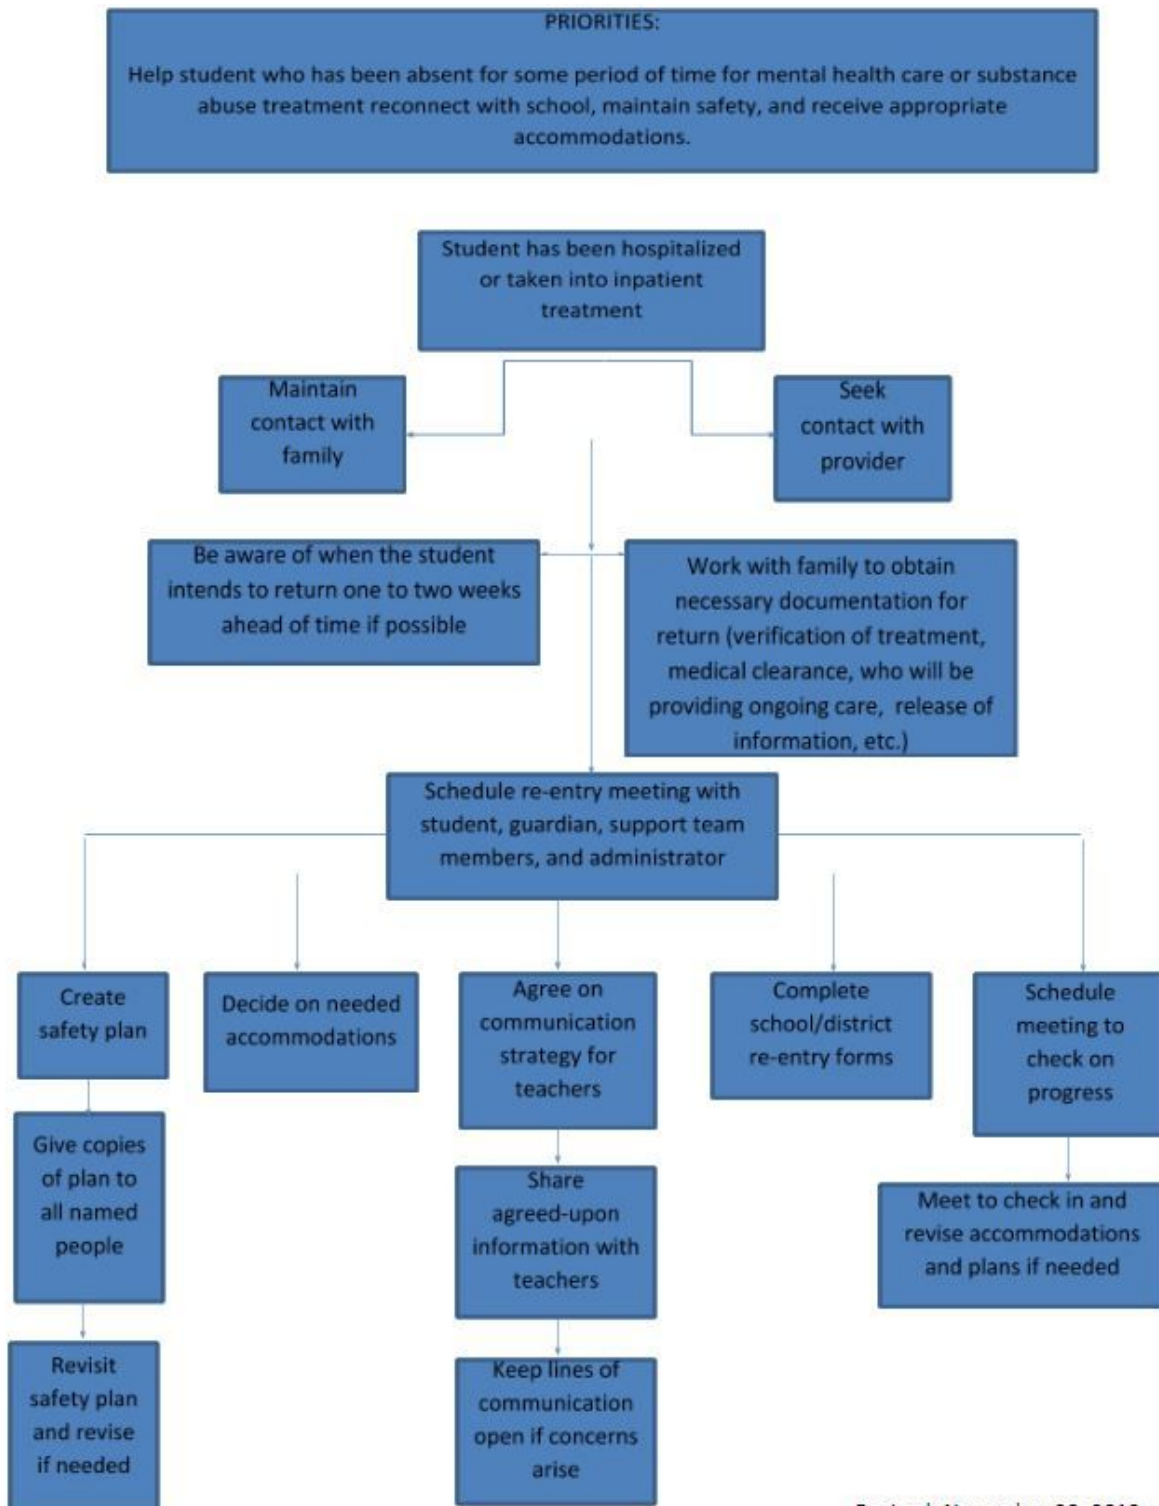 PRIORITIES:
Help student who has been absent for some period of time for mental health care or substance
abuse treatment reconnect with school, maintain safety, and receive appropriate
accommodations.
Student has been hospitalized
or taken into inpatient
treatment
Maintain
contact with
family
Seek
contact with
provider
Be aware of when the student
intends to return one to two weeks
ahead of time if possible
Work with family to obtain
necessary documentation for
return (verification of treatment,
medical clearance, who will be
providing ongoing care, release of
information, etc.)
Schedule re-entry meeting with
student, guardian, support team
members, and administrator
Create
safety plan
Decide on needed
accommodations
Agree on
communication
strategy for
teachers
Complete
school/district
re-entry forms
Schedule
meeting to
check on
progress
Give copies
of plan to
all named
people
Share
agreed-upon
information with
teachers
Meet to check in and
revise accommodations
and plans if needed
Revisit
safety plan
and revise
if needed
Keep lines of
communication
open if concerns
arise